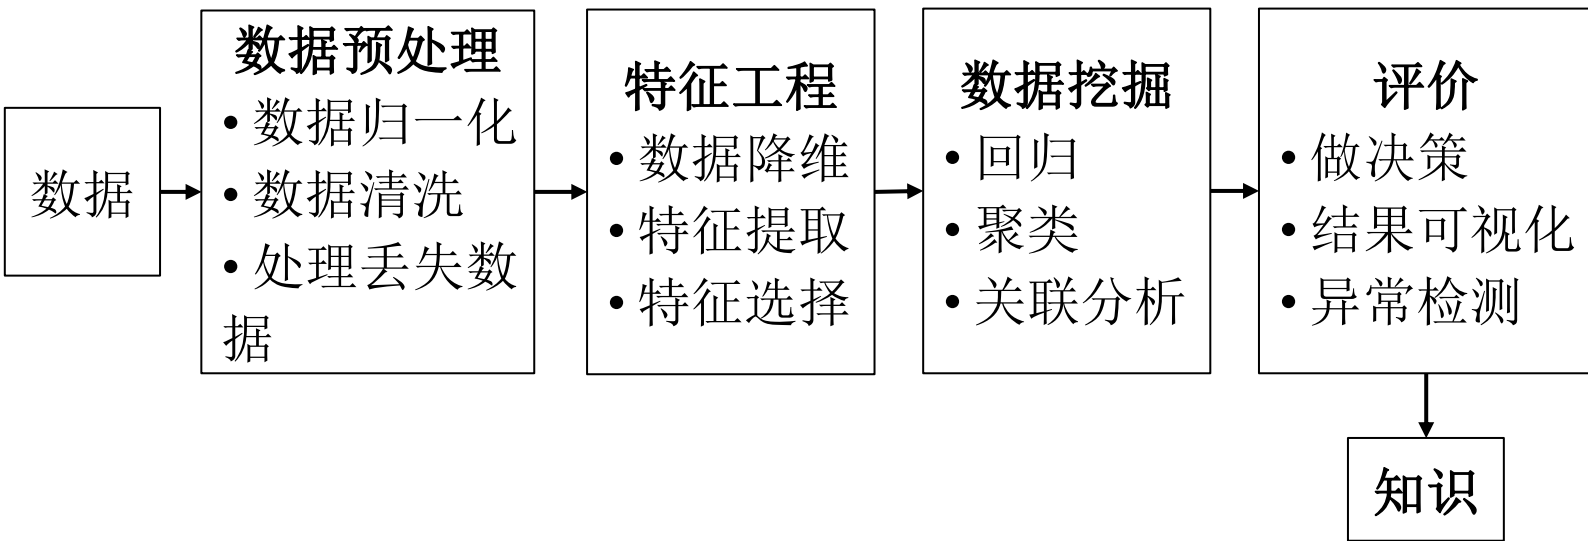 数据
数据预处理
• 数据归一化
• 数据清洗
• 处理丢失数
据
特征工程
• 数据降维
• 特征提取
• 特征选择
数据挖掘
• 回归
• 聚类
• 关联分析
评价
• 做决策
• 结果可视化
• 异常检测
知识